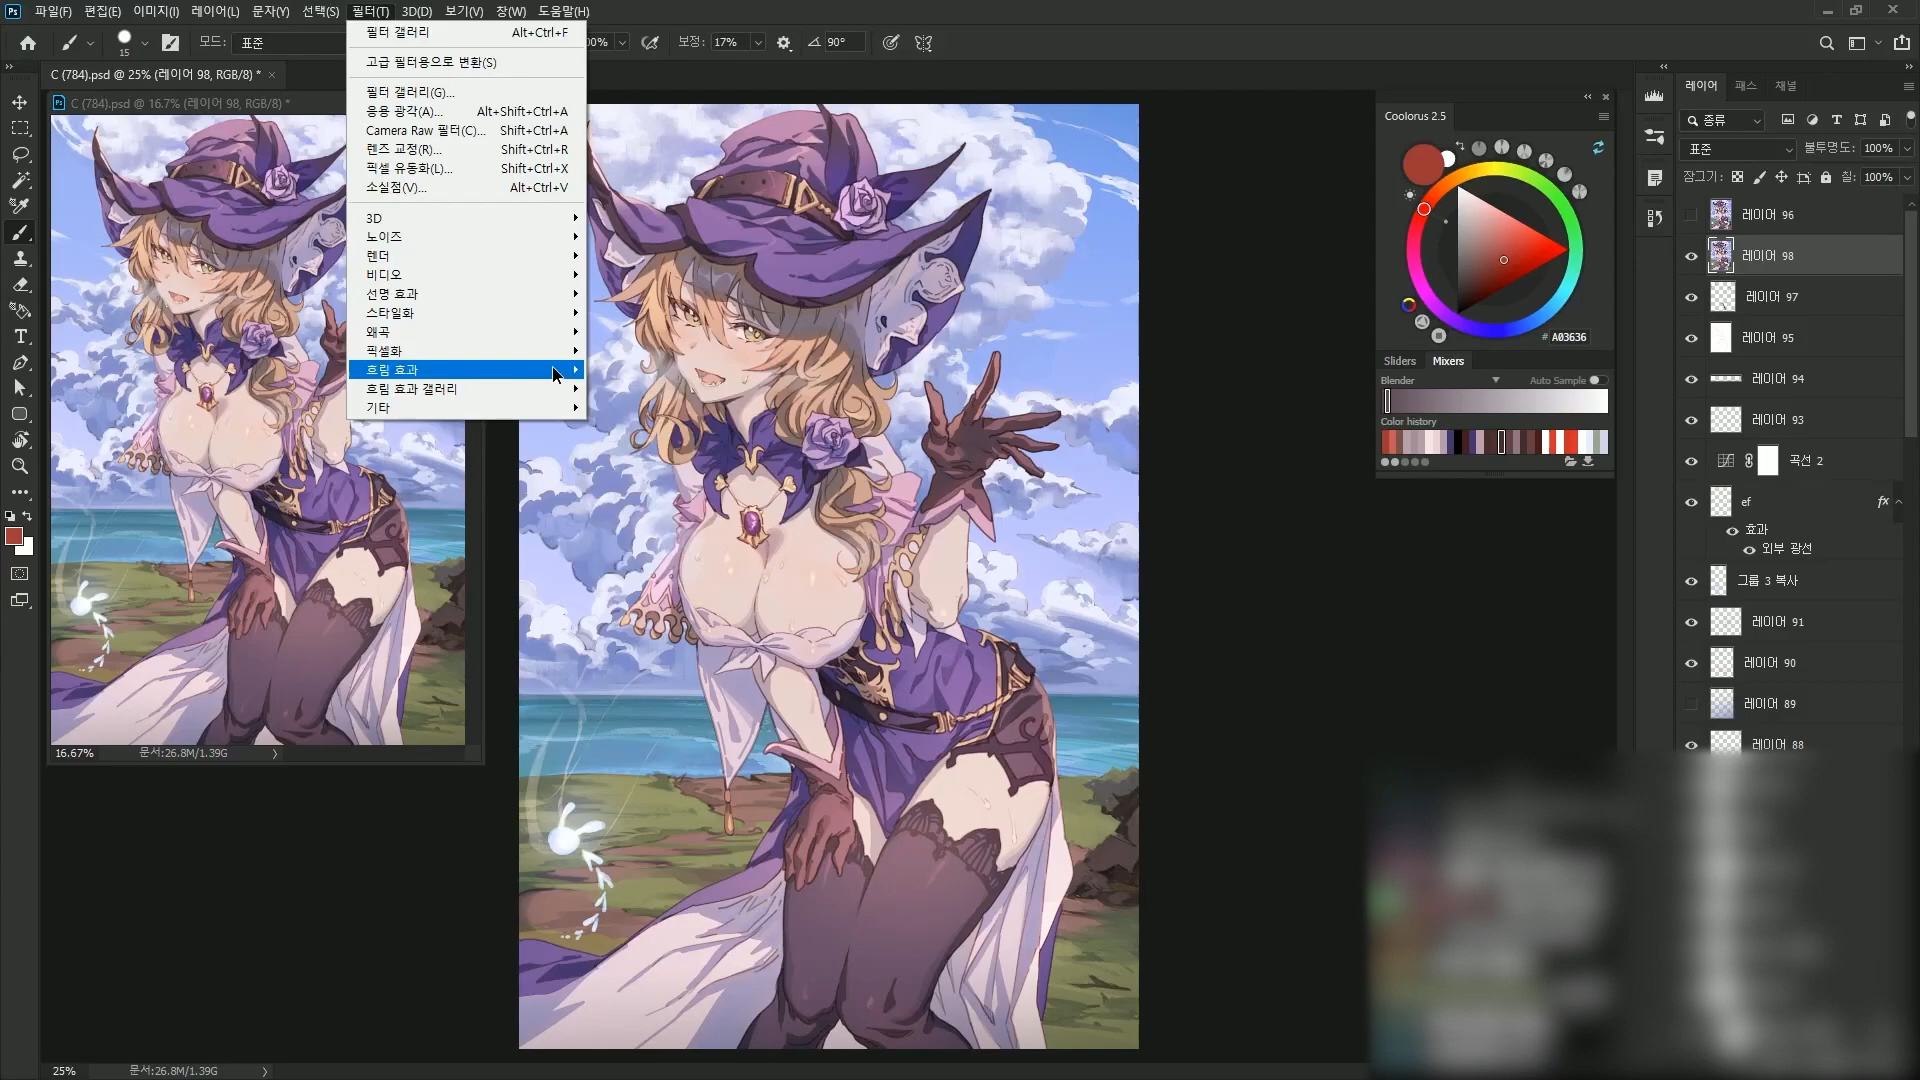 Ps 파일(F) 편집(E) 이미지(I) 레이어(L) 문자(Y) 선택(S) 필터(T) 3D(D) 보기(V) 창(W) 도움말(H)
15 모드: 표준 00% 보정: 17% 90°
C (784).psd @ 25% (레이어 98, RGB/8) * ×
Ps C (784).psd @ 16.7% (레이어 98, RGB/8) *
16.67% 문서:26.8M/1.39G
필터 갤러리 Alt+Ctrl+F
고급 필터용으로 변환(S)
필터 갤러리(G)...
응용 광각(A)... Alt+Shift+Ctrl+A
Camera Raw 필터(C)... Shift+Ctrl+A
렌즈 교정(R)... Shift+Ctrl+R
픽셀 유동화(L)... Shift+Ctrl+X
소실점(V)... Alt+Ctrl+V
3D
노이즈
렌더
비디오
선명 효과
스타일화
왜곡
픽셀화
흐림 효과
흐림 효과 갤러리
기타
Coolorus 2.5
# A03636
Sliders Mixers
Blender Auto Sample
Color history
레이어 패스 채널
종류
표준 불투명도: 100%
잠그기: 칠: 100%
레이어 96
레이어 98
레이어 97
레이어 95
레이어 94
레이어 93
곡선 2
ef fx
효과
외부 광선
그룹 3 복사
레이어 91
레이어 90
레이어 89
레이어 88
25% 문서:26.8M/1.39G